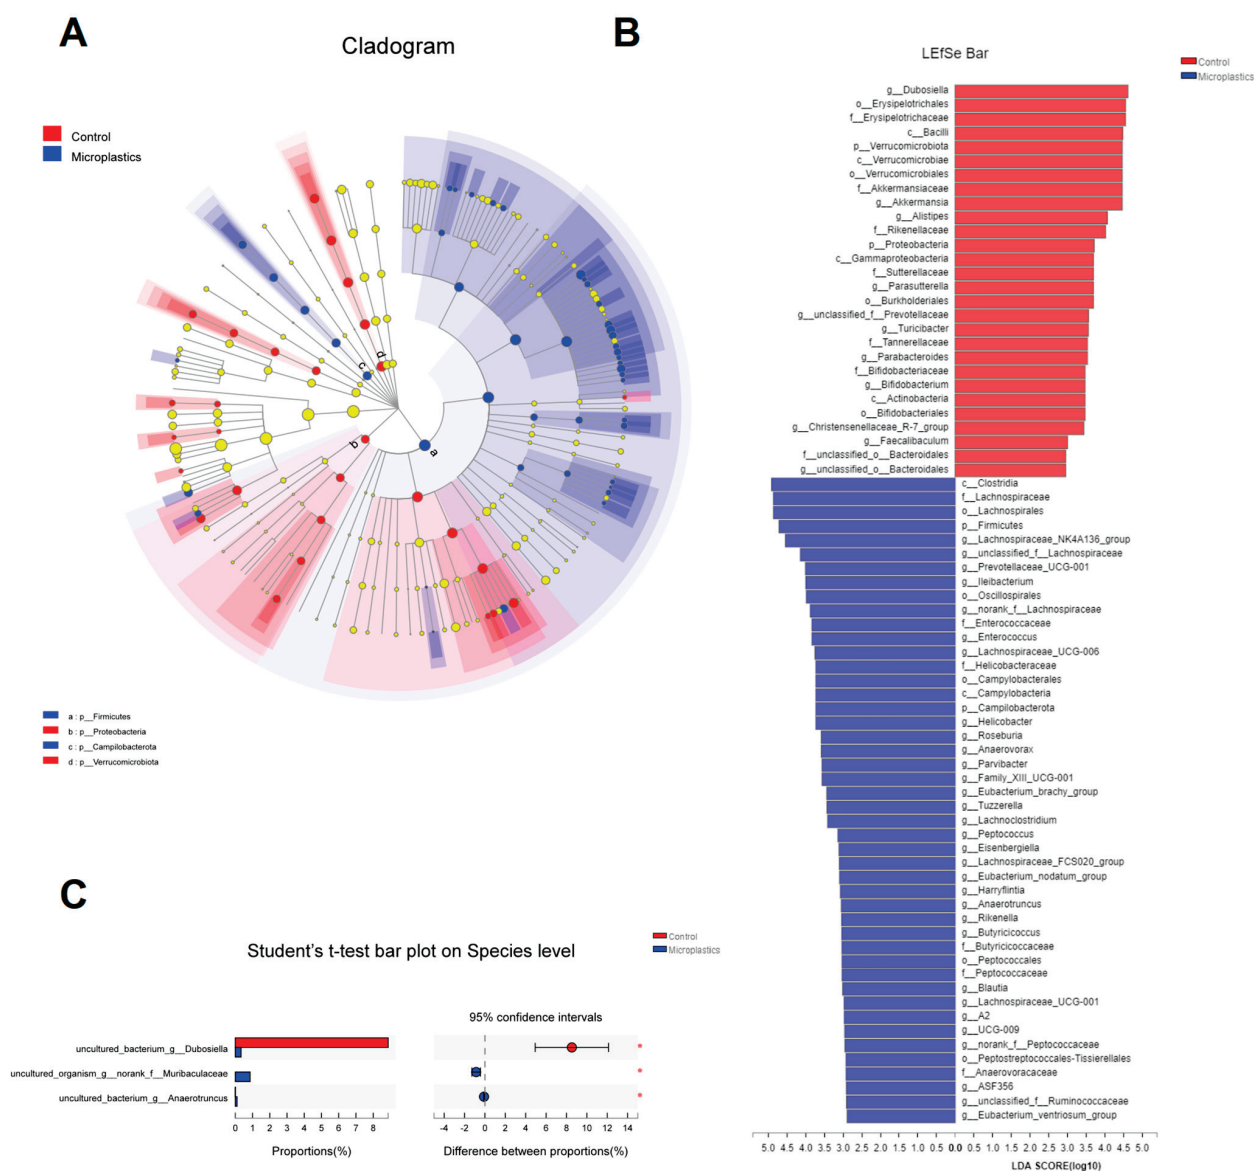 A
Cladogram
Control
Microplastics
a
b
c
d
a : p__Firmicutes
b : p__Proteobacteria
c : p__Campilobacterota
d : p__Verrucomicrobiota
B
LEfSe Bar
Control
Microplastics
g__Dubosiella
o__Erysipelotrichales
f__Erysipelotrichaceae
c__Bacilli
p__Verrucomicrobiota
c__Verrucomicrobiae
o__Verrucomicrobiales
f__Akkermansiaceae
g__Akkermansia
g__Alistipes
f__Rikenellaceae
p__Proteobacteria
c__Gammaproteobacteria
f__Sutterellaceae
g__Parasutterella
o__Burkholderiales
g__unclassified_f__Prevotellaceae
g__Turicibacter
f__Tannerellaceae
g__Parabacteroides
f__Bifidobacteriaceae
g__Bifidobacterium
c__Actinobacteria
o__Bifidobacteriales
g__Christensenellaceae_R-7_group
g__Faecalibaculum
f__unclassified_o__Bacteroidales
g__unclassified_o__Bacteroidales
c__Clostridia
f__Lachnospiraceae
o__Lachnospirales
p__Firmicutes
g__Lachnospiraceae_NK4A136_group
g__unclassified_f__Lachnospiraceae
g__Prevotellaceae_UCG-001
g__Ileibacterium
o__Oscillospirales
g__norank_f__Lachnospiraceae
f__Enterococcaceae
g__Enterococcus
g__Lachnospiraceae_UCG-006
f__Helicobacteraceae
o__Campylobacterales
c__Campylobacteria
p__Campilobacterota
g__Helicobacter
g__Roseburia
g__Anaerovorax
g__Parvibacter
g__Family_XIII_UCG-001
g__Eubacterium_brachy_group
g__Tuzzerella
g__Lachnoclostridium
g__Peptococcus
g__Eisenbergiella
g__Lachnospiraceae_FCS020_group
g__Eubacterium_nodatum_group
g__Harryflintia
g__Anaerotruncus
g__Rikenella
g__Butyricicoccus
f__Butyricicoccaceae
o__Peptococcales
f__Peptococcaceae
g__Blautia
g__Lachnospiraceae_UCG-001
g__A2
g__UCG-009
g__norank_f__Peptococcaceae
o__Peptostreptococcales-Tissierellales
f__Anaerovoracaceae
g__ASF356
g__unclassified_f__Ruminococcaceae
g__Eubacterium_ventriosum_group
5.0 4.5 4.0 3.5 3.0 2.5 2.0 1.5 1.0 0.5 0.0 0.5 1.0 1.5 2.0 2.5 3.0 3.5 4.0 4.5 5.0
LDA SCORE(log10)
C
Student's t-test bar plot on Species level
Control
Microplastics
95% confidence intervals
uncultured_bacterium_g__Dubosiella
*
uncultured_organism_g__norank_f__Muribaculaceae
*
uncultured_bacterium_g__Anaerotruncus
*
0 1 2 3 4 5 6 7 8
-4 -2 0 2 4 6 8 10 12 14
Proportions(%)
Difference between proportions(%)